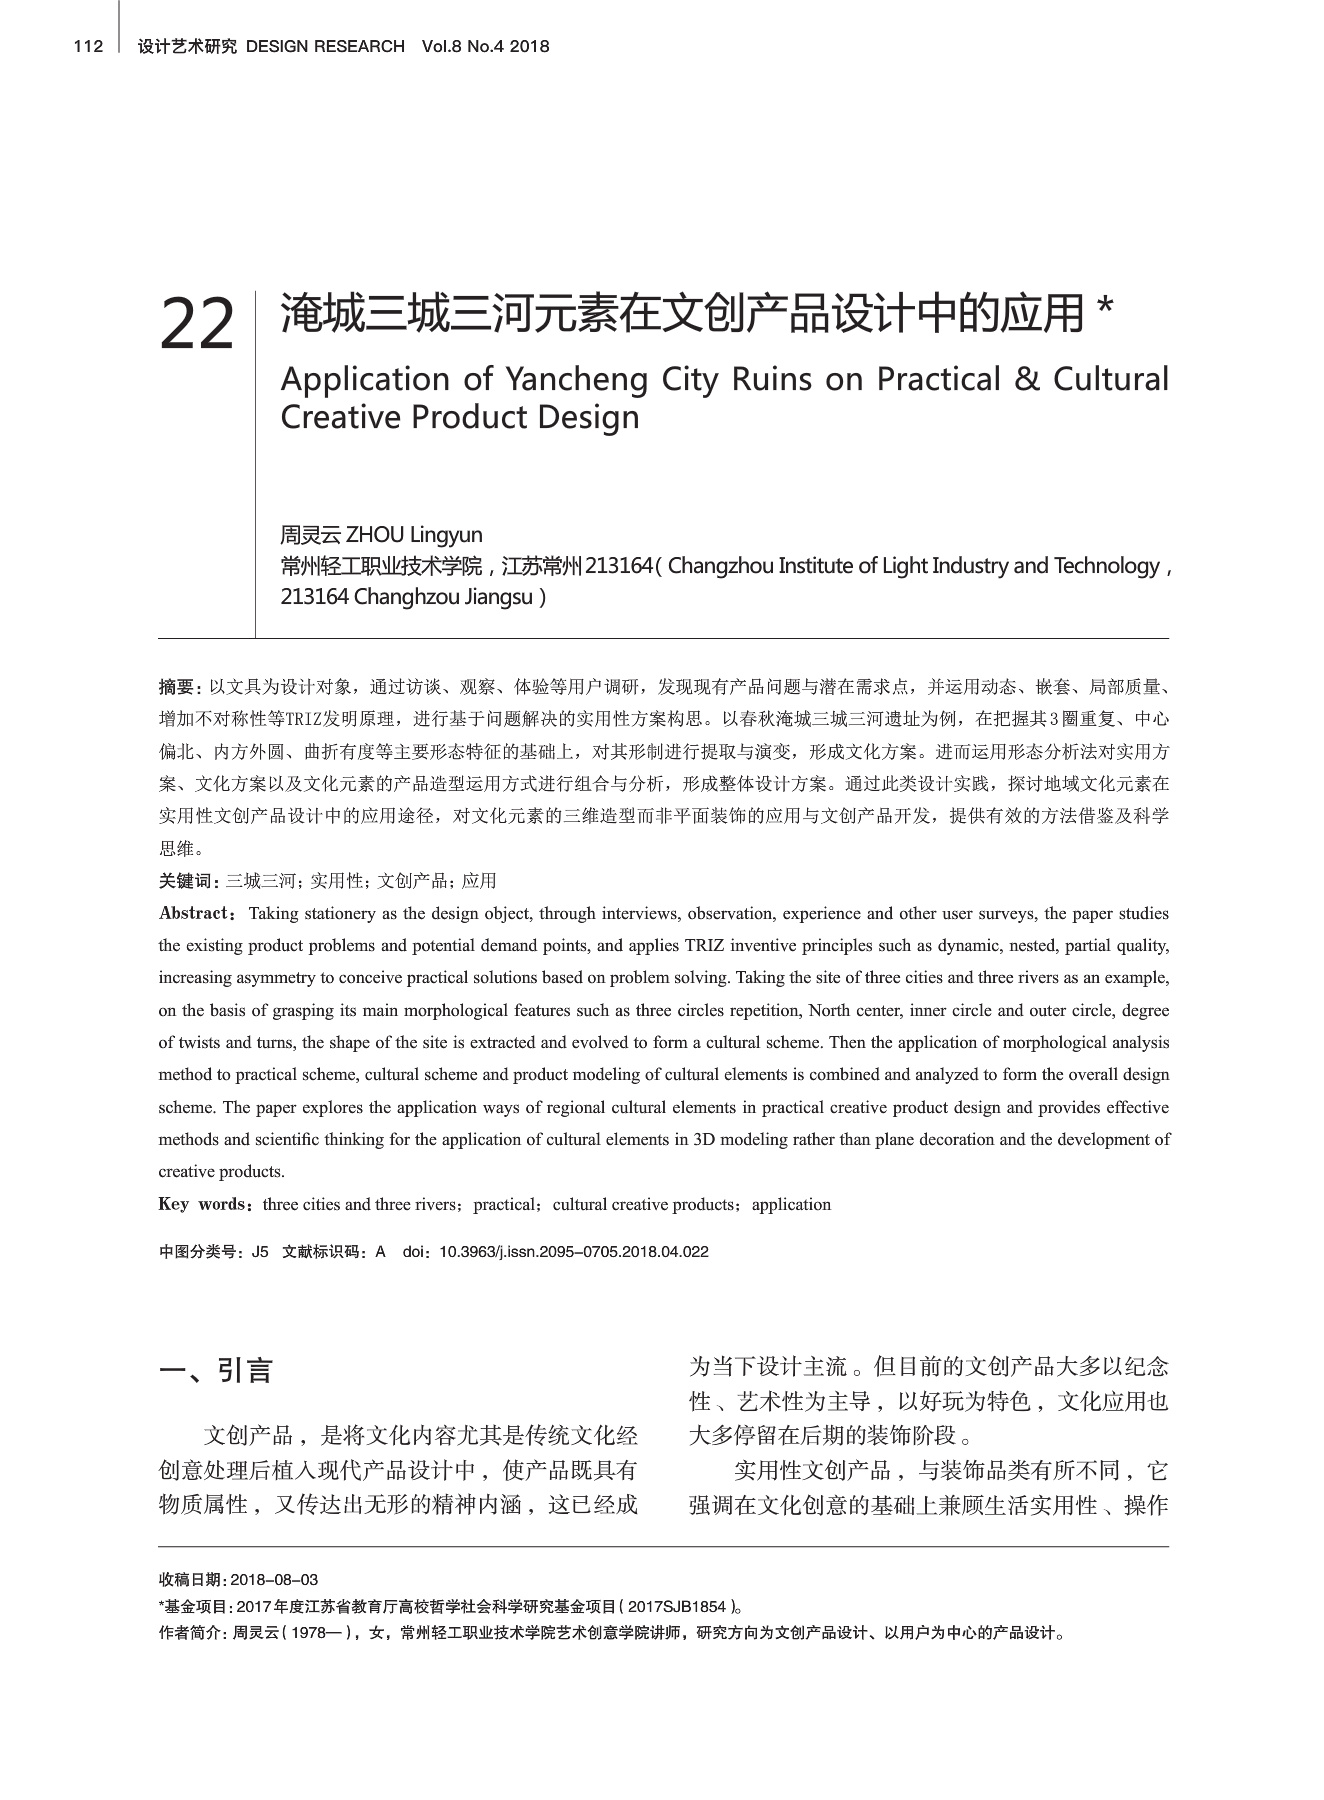 112
设计艺术研究 DESIGN RESEARCH Vol.8 No.4 2018
22
淹城三城三河元素在文创产品设计中的应用 *
Application of Yancheng City Ruins on Practical & Cultural
Creative Product Design
周灵云 ZHOU Lingyun
常州轻工职业技术学院，江苏常州 213164（Changzhou Institute of Light Industry and Technology，
213164 Changhzou Jiangsu）
摘要：以文具为设计对象，通过访谈、观察、体验等用户调研，发现现有产品问题与潜在需求点，并运用动态、嵌套、局部质量、
增加不对称性等TRIZ发明原理，进行基于问题解决的实用性方案构思。以春秋淹城三城三河遗址为例，在把握其 3 圈重复、中心
偏北、内方外圆、曲折有度等主要形态特征的基础上，对其形制进行提取与演变，形成文化方案。进而运用形态分析法对实用方
案、文化方案以及文化元素的产品造型运用方式进行组合与分析，形成整体设计方案。通过此类设计实践，探讨地域文化元素在
实用性文创产品设计中的应用途径，对文化元素的三维造型而非平面装饰的应用与文创产品开发，提供有效的方法借鉴及科学
思维。
关键词：三城三河；实用性；文创产品；应用
Abstract：Taking stationery as the design object, through interviews, observation, experience and other user surveys, the paper studies
the existing product problems and potential demand points, and applies TRIZ inventive principles such as dynamic, nested, partial quality,
increasing asymmetry to conceive practical solutions based on problem solving. Taking the site of three cities and three rivers as an example,
on the basis of grasping its main morphological features such as three circles repetition, North center, inner circle and outer circle, degree
of twists and turns, the shape of the site is extracted and evolved to form a cultural scheme. Then the application of morphological analysis
method to practical scheme, cultural scheme and product modeling of cultural elements is combined and analyzed to form the overall design
scheme. The paper explores the application ways of regional cultural elements in practical creative product design and provides effective
methods and scientific thinking for the application of cultural elements in 3D modeling rather than plane decoration and the development of
creative products.
Key words：three cities and three rivers；practical；cultural creative products；application
中图分类号：J5 文献标识码：A doi：10.3963/j.issn.2095-0705.2018.04.022
一、引言
文创产品，是将文化内容尤其是传统文化经
创意处理后植入现代产品设计中，使产品既具有
物质属性，又传达出无形的精神内涵，这已经成
为当下设计主流。但目前的文创产品大多以纪念
性、艺术性为主导，以好玩为特色，文化应用也
大多停留在后期的装饰阶段。
实用性文创产品，与装饰品类有所不同，它
强调在文化创意的基础上兼顾生活实用性、操作
收稿日期：2018-08-03
*基金项目：2017 年度江苏省教育厅高校哲学社会科学研究基金项目（2017SJB1854）。
作者简介：周灵云（1978—），女，常州轻工职业技术学院艺术创意学院讲师，研究方向为文创产品设计、以用户为中心的产品设计。